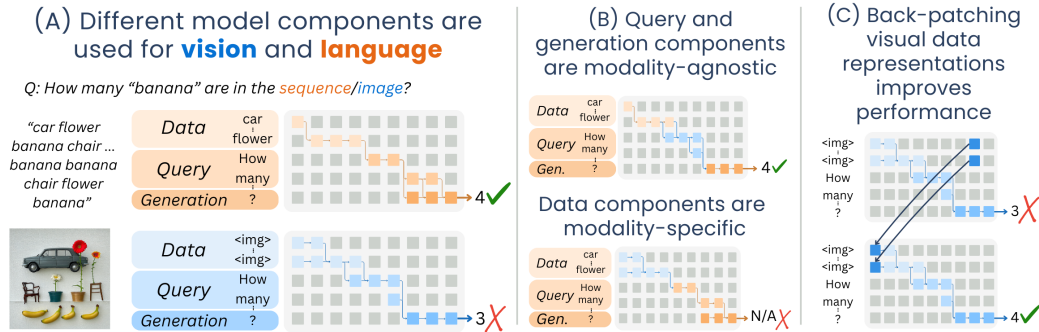 (A) Different model components are
used for vision and language
Q: How many “banana” are in the sequence/image?
“car flower
banana chair ...
banana banana
chair flower
banana”
Data
car
flower
Query
How
many
Generation
?
4
Data
<img>
<img>
Query
How
many
Generation
?
3
(B) Query and
generation components
are modality-agnostic
Data
car
flower
Query
How
many
Gen.
?
4
Data components are
modality-specific
Data
car
flower
Query
How
many
Gen.
?
N/A
(C) Back-patching
visual data
representations
improves
performance
<img>
<img>
How
many
?
3
<img>
<img>
How
many
?
4